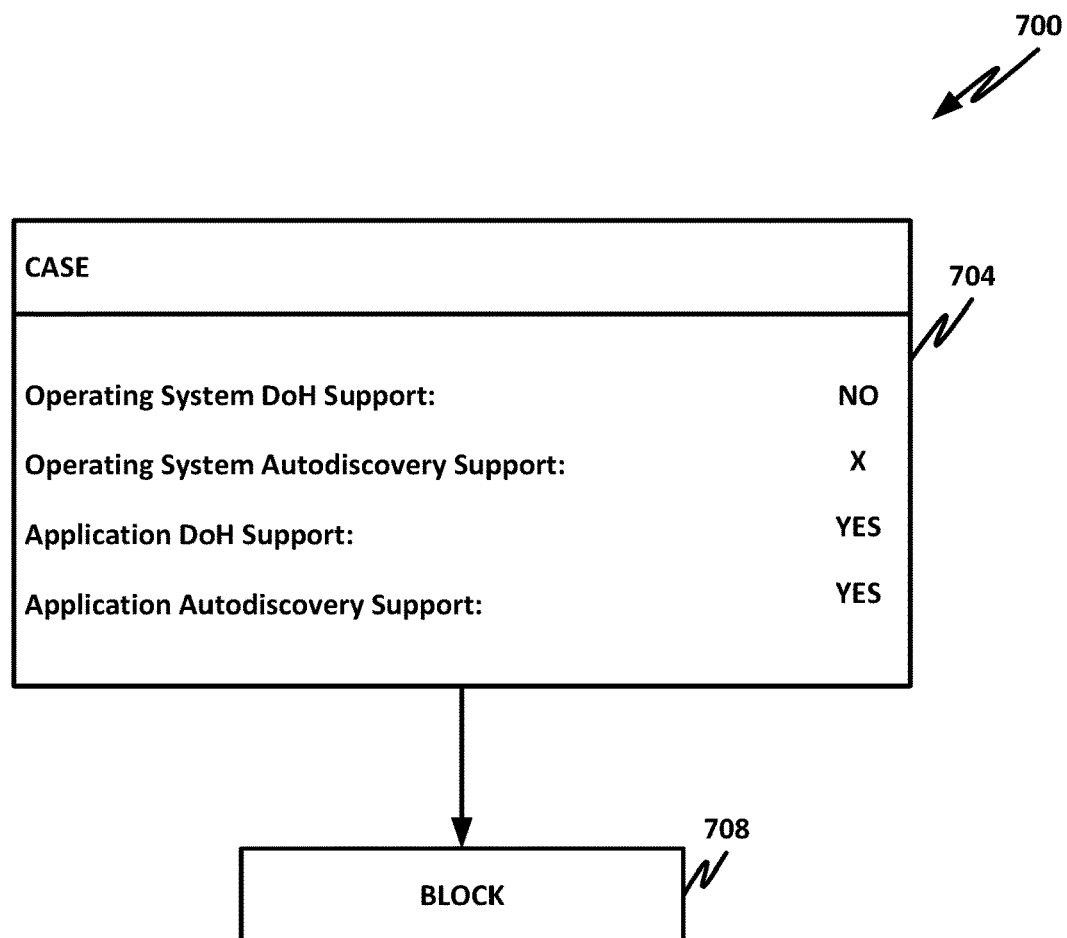 700
CASE
704
Operating System DoH Support: NO
Operating System Autodiscovery Support: X
Application DoH Support: YES
Application Autodiscovery Support: YES
708
BLOCK